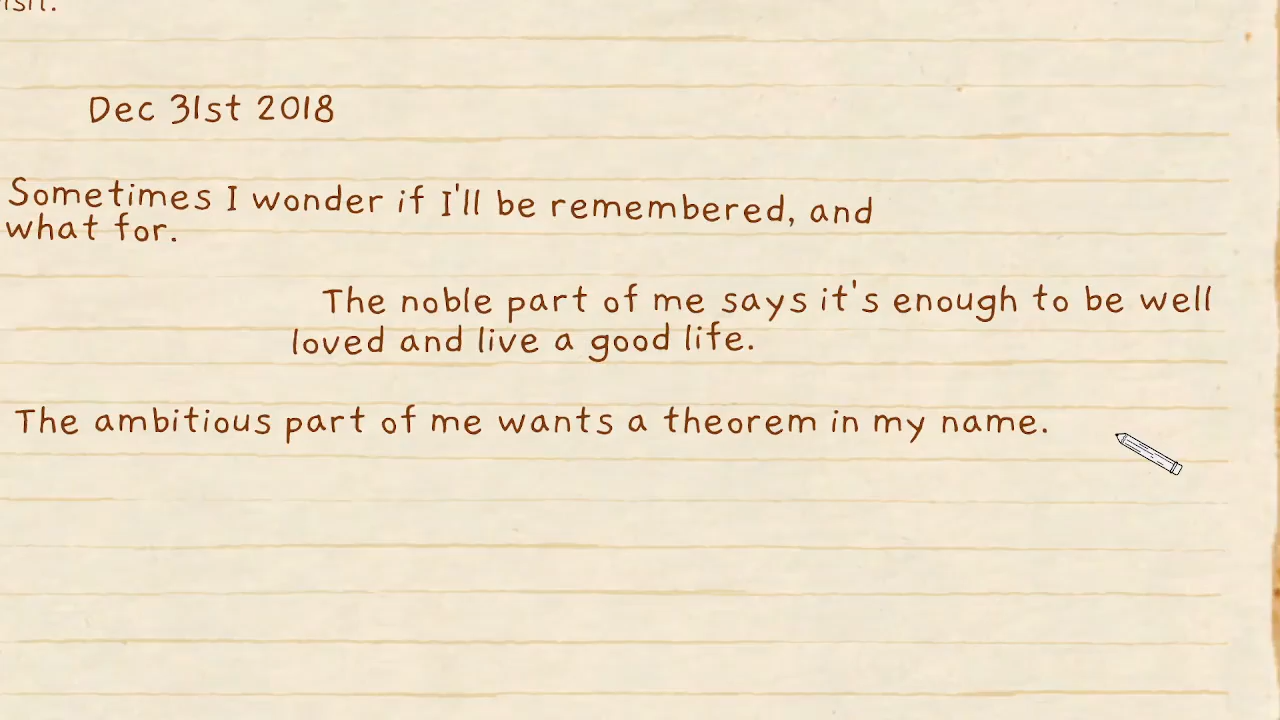 Dec 31st 2018
Sometimes I wonder if I'll be remembered, and
what for.
The noble part of me says it's enough to be well
loved and live a good life.
The ambitious part of me wants a theorem in my name.